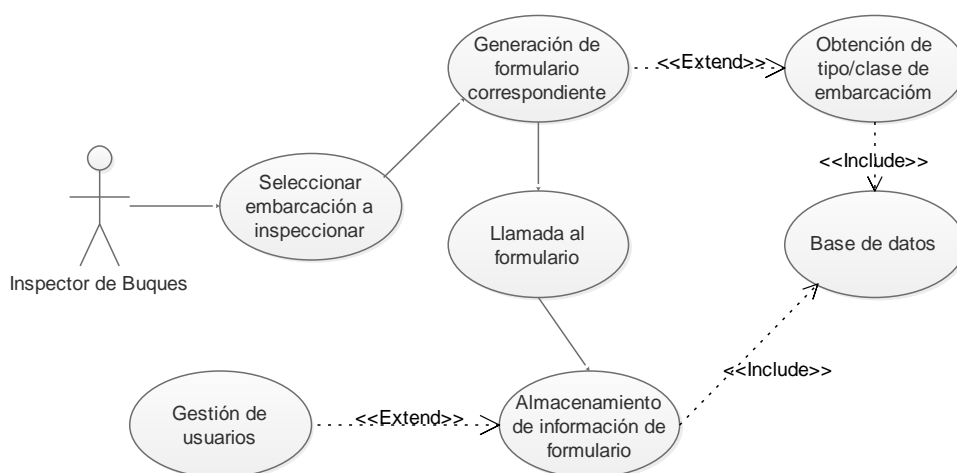 Generación de
formulario
correspondiente
<<Extend>>
Obtención de
tipo/clase de
embarcacióm
<<Include>>
Seleccionar
embarcación a
inspeccionar
Inspector de Buques
Llamada al
formulario
Base de datos
<<Include>>
Gestión de
usuarios
<<Extend>>
Almacenamiento
de información de
formulario